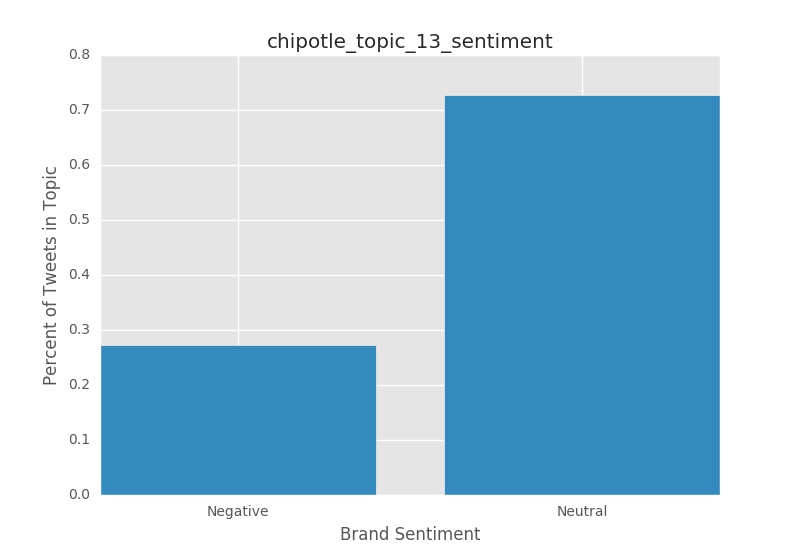 chipotle_topic_13_sentiment
0.8
0.7
0.6
0.5
0.4
0.3
0.2
0.1
0.0
Percent of Tweets in Topic
Negative Neutral
Brand Sentiment